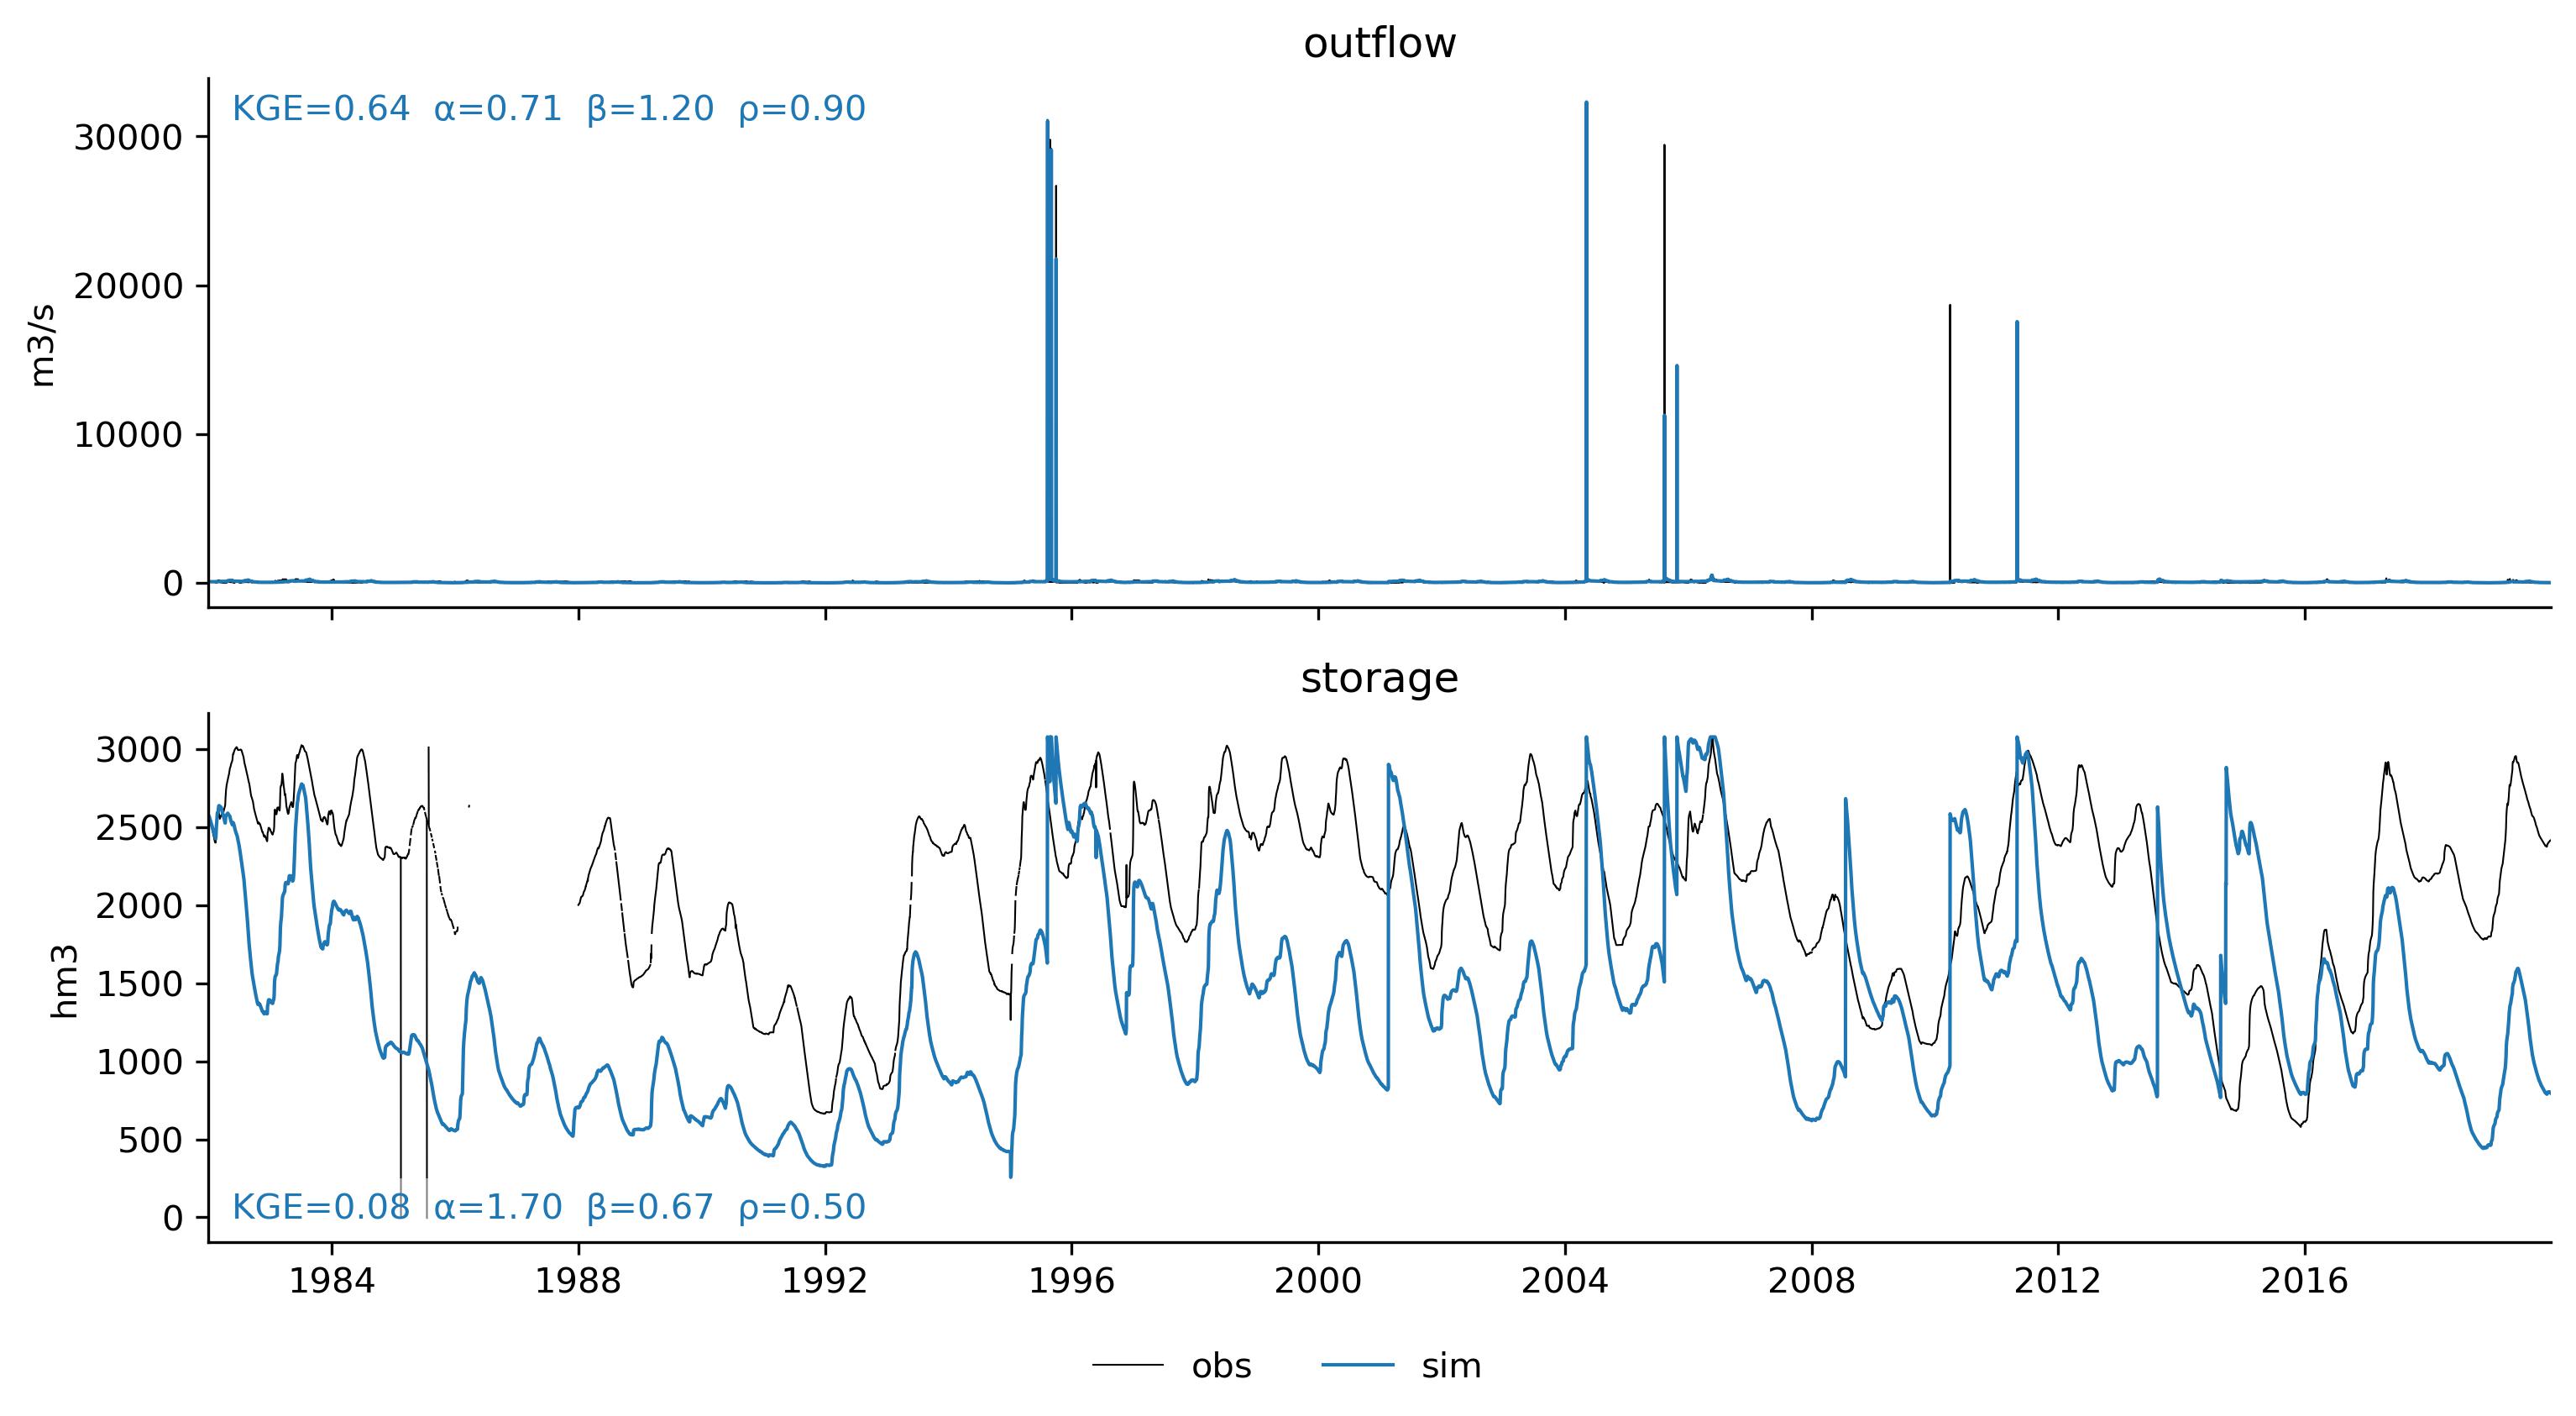 outflow
KGE=0.64 α=0.71 β=1.20 ρ=0.90
m3/s
30000
20000
10000
0
storage
hm3
3000
2500
2000
1500
1000
500
0
KGE=0.08 α=1.70 β=0.67 ρ=0.50
1984 1988 1992 1996 2000 2004 2008 2012 2016
obs sim